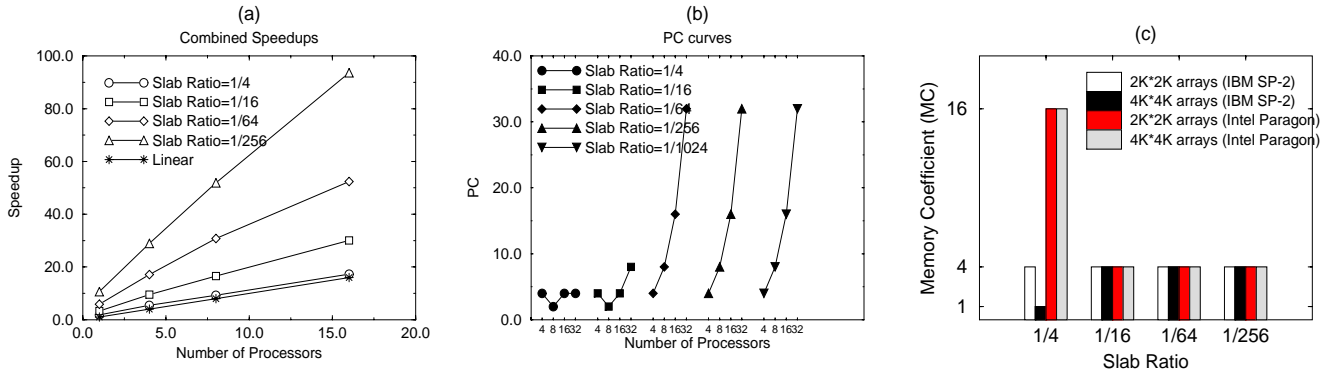 (a)
Combined Speedups
100.0
80.0
60.0
40.0
20.0
0.0
Speedup
Slab Ratio=1/4
Slab Ratio=1/16
Slab Ratio=1/64
Slab Ratio=1/256
Linear
0.0 5.0 10.0 15.0 20.0
Number of Processors
(b)
PC curves
40.0
30.0
20.0
10.0
0.0
PC
Slab Ratio=1/4
Slab Ratio=1/16
Slab Ratio=1/64
Slab Ratio=1/256
Slab Ratio=1/1024
4 8 1632 4 8 1632 4 8 1632 4 8 1632 4 8 1632
Number of Processors
(c)
16
4
1
Memory Coefficient (MC)
2K*2K arrays (IBM SP-2)
4K*4K arrays (IBM SP-2)
2K*2K arrays (Intel Paragon)
4K*4K arrays (Intel Paragon)
1/4 1/16 1/64 1/256
Slab Ratio